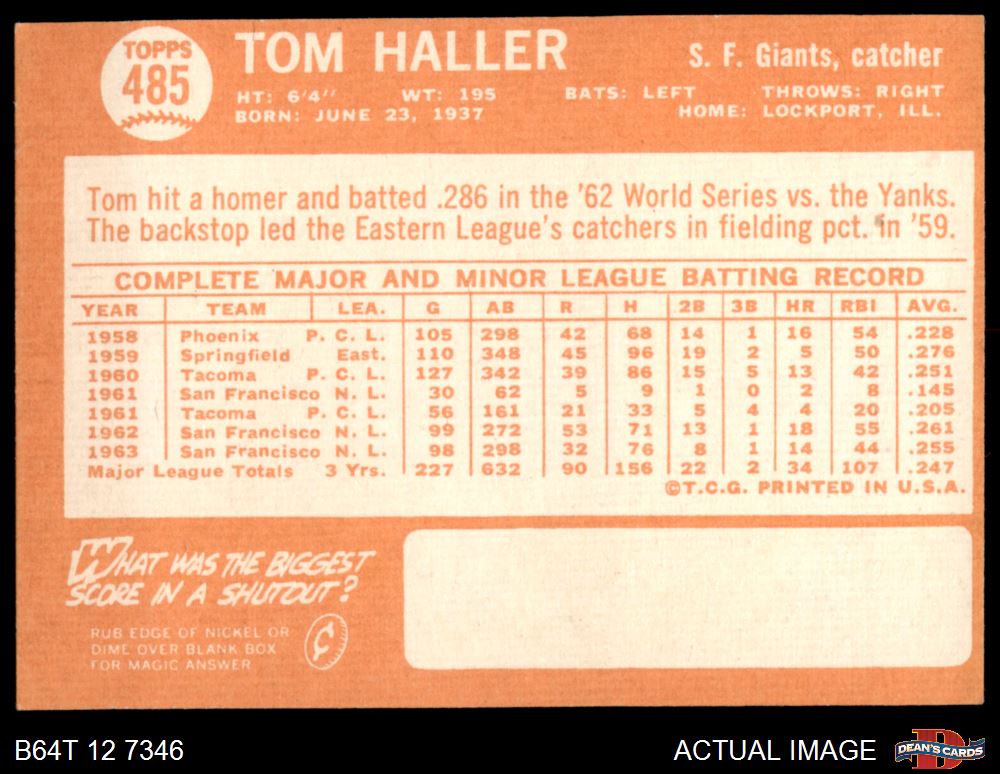 TOPPS
485
TOM HALLER
S. F. Giants, catcher
HT: 6'4" WT: 195 BATS: LEFT THROWS: RIGHT
BORN: JUNE 23, 1937 HOME: LOCKPORT, ILL.
Tom hit a homer and batted .286 in the '62 World Series vs. the Yanks.
The backstop led the Eastern League's catchers in fielding pct. in '59.
COMPLETE MAJOR AND MINOR LEAGUE BATTING RECORD
YEAR TEAM LEA. G AB R H 2B 3B HR RBI AVG.
1958 Phoenix P. C. L. 105 298 42 68 14 1 16 54 .228
1959 Springfield East. 110 348 45 96 19 2 5 50 .276
1960 Tacoma P. C. L. 127 342 39 86 15 5 13 42 .251
1961 San Francisco N. L. 30 62 5 9 1 0 2 8 .145
1961 Tacoma P. C. L. 56 161 21 33 5 4 4 20 .205
1962 San Francisco N. L. 99 272 53 71 13 1 18 55 .261
1963 San Francisco N. L. 98 298 32 76 8 1 14 44 .255
Major League Totals 3 Yrs. 227 632 90 156 22 2 34 107 .247
©T.C.G. PRINTED IN U.S.A.
WHAT WAS THE BIGGEST
SCORE IN A SHUTOUT?
RUB EDGE OF NICKEL OR
DIME OVER BLANK BOX
FOR MAGIC ANSWER
B64T 12 7346
ACTUAL IMAGE
DEAN'S CARDS